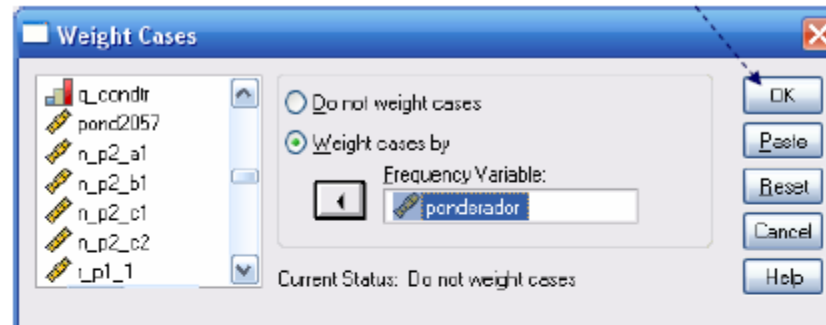 Weight Cases
q_condtr
pond2057
n_p2_a1
n_p2_b1
n_p2_c1
n_p2_c2
i_p1_1
Do not weight cases
Weight cases by
Frequency Variable:
ponderador
Current Status: Do not weight cases
OK
Paste
Reset
Cancel
Help